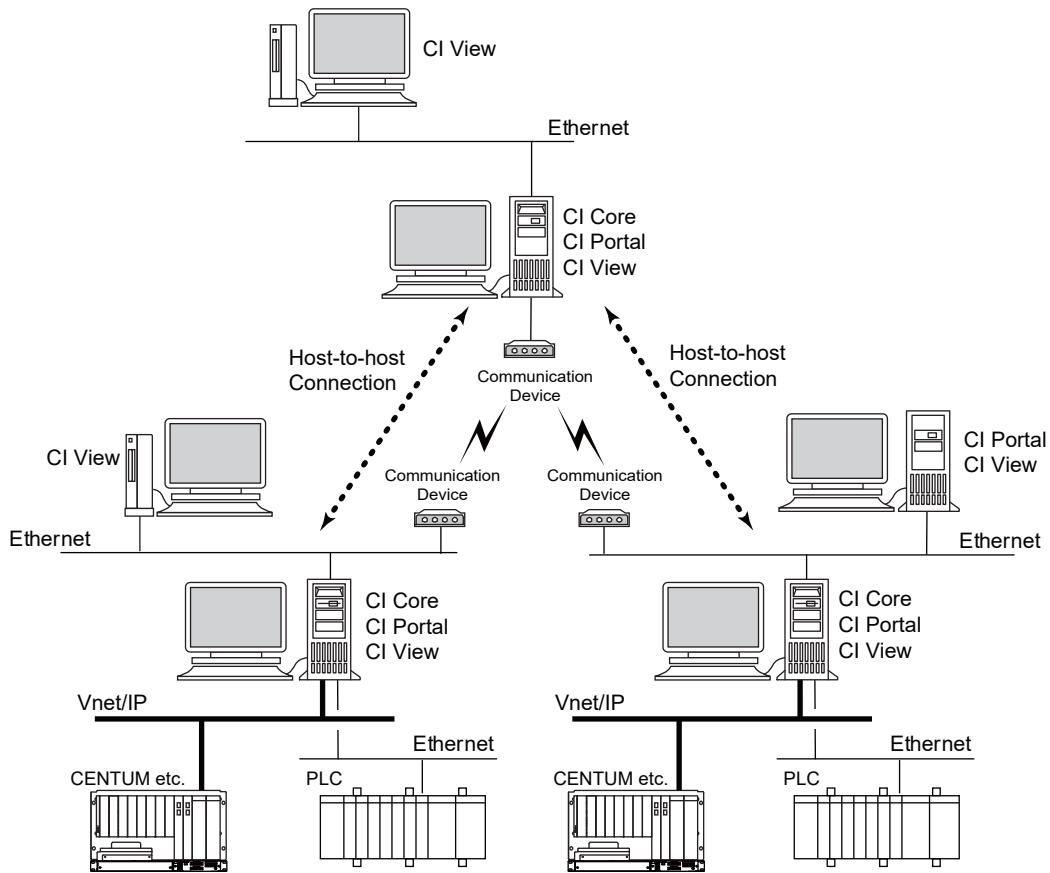 CI View
Ethernet
CI Core
CI Portal
CI View
Host-to-host
Connection
Host-to-host
Connection
Communication
Device
CI View
Communication
Device
Communication
Device
CI Portal
CI View
Ethernet
Ethernet
CI Core
CI Portal
CI View
CI Core
CI Portal
CI View
Vnet/IP
Vnet/IP
Ethernet
Ethernet
CENTUM etc.
PLC
CENTUM etc.
PLC